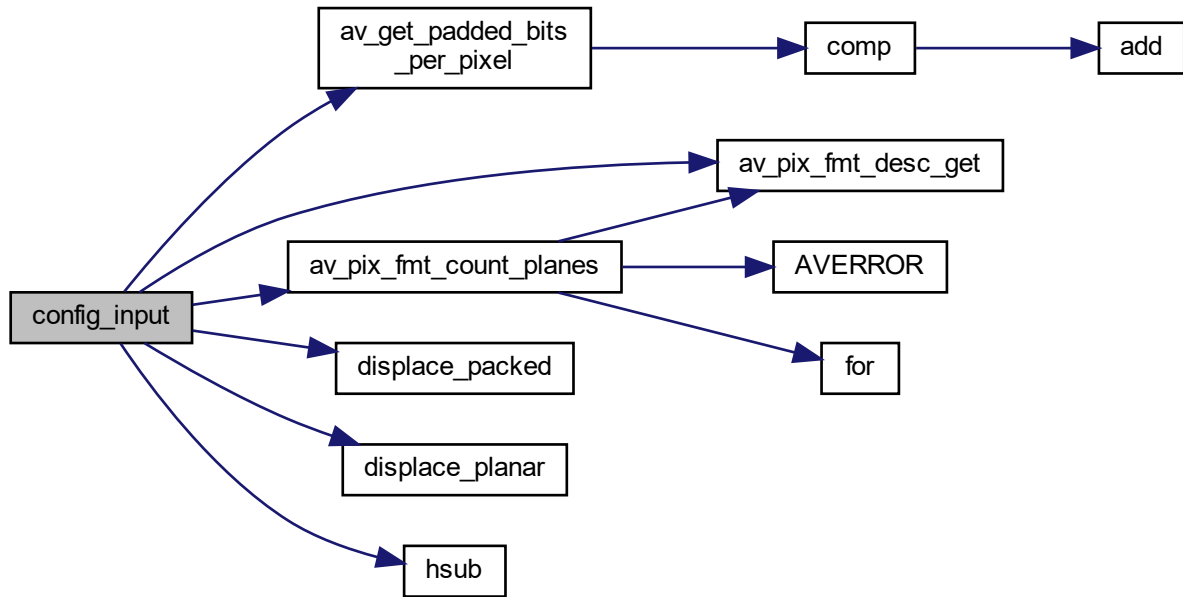 av_get_padded_bits
_per_pixel
comp
add
av_pix_fmt_desc_get
av_pix_fmt_count_planes
AVERROR
config_input
displace_packed
for
displace_planar
hsub